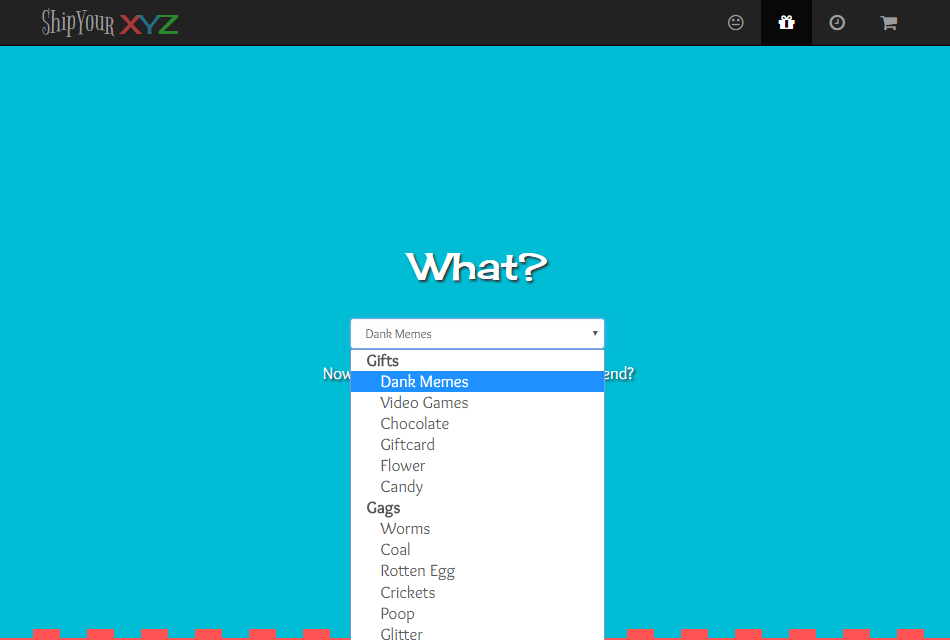 ShipYour XYZ
What?
Dank Memes
Gifts
Now end?
Dank Memes
Video Games
Chocolate
Giftcard
Flower
Candy
Gags
Worms
Coal
Rotten Egg
Crickets
Poop
Glitter